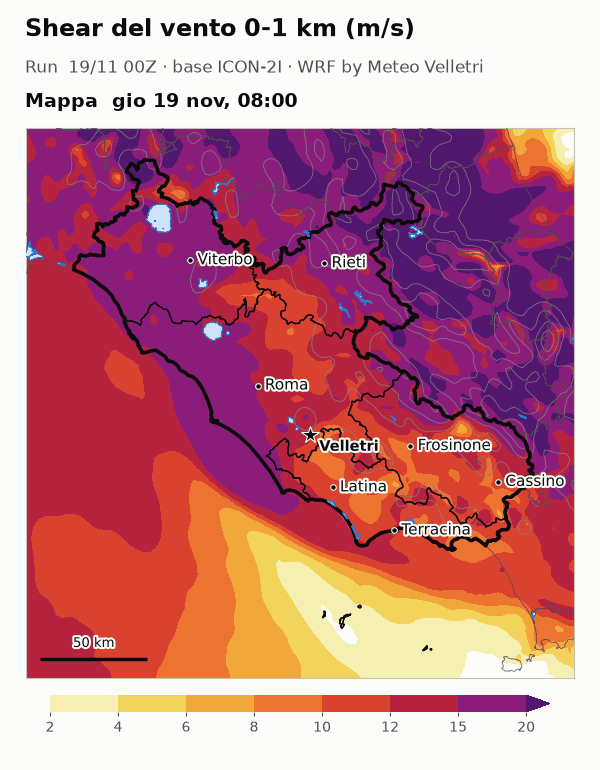 Shear del vento 0-1 km (m/s)
Run  19/11 00Z · base ICON-2I · WRF by Meteo Velletri
Mappa  gio 19 nov, 08:00
Viterbo
Rieti
Roma
Velletri
Frosinone
Latina
Cassino
Terracina
50 km
2 4 6 8 10 12 15 20